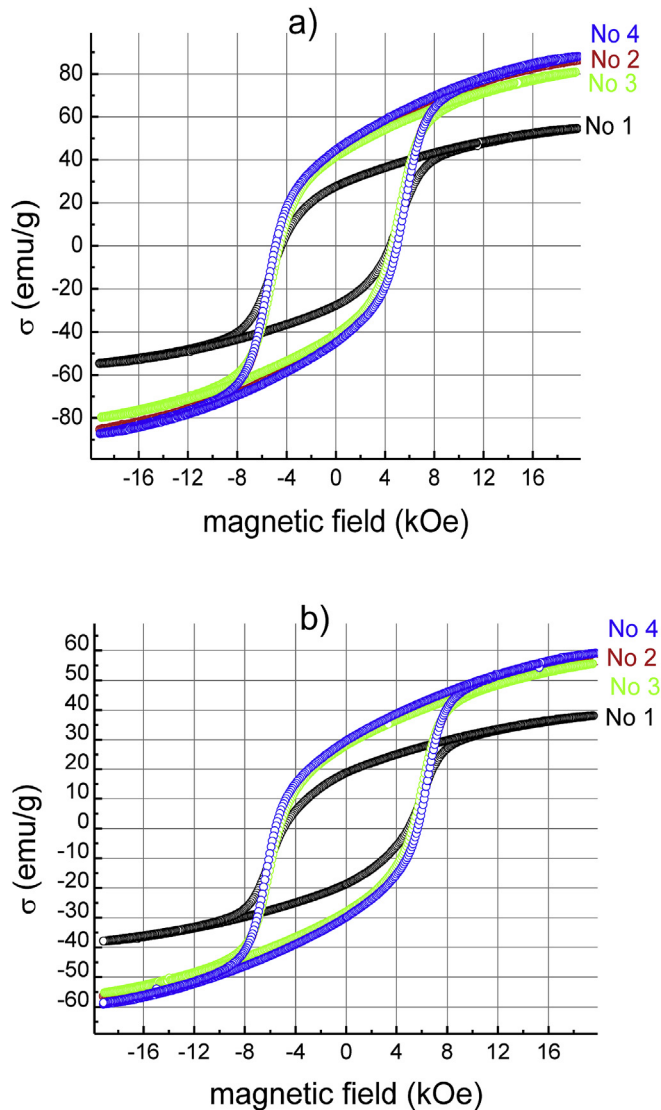 a)
No 4
No 2
No 3
No 1
80
60
40
20
0
-20
-40
-60
-80
σ (emu/g)
-16 -12 -8 -4 0 4 8 12 16
magnetic field (kOe)
b)
No 4
No 2
No 3
No 1
60
50
40
30
20
10
0
-10
-20
-30
-40
-50
-60
σ (emu/g)
-16 -12 -8 -4 0 4 8 12 16
magnetic field (kOe)